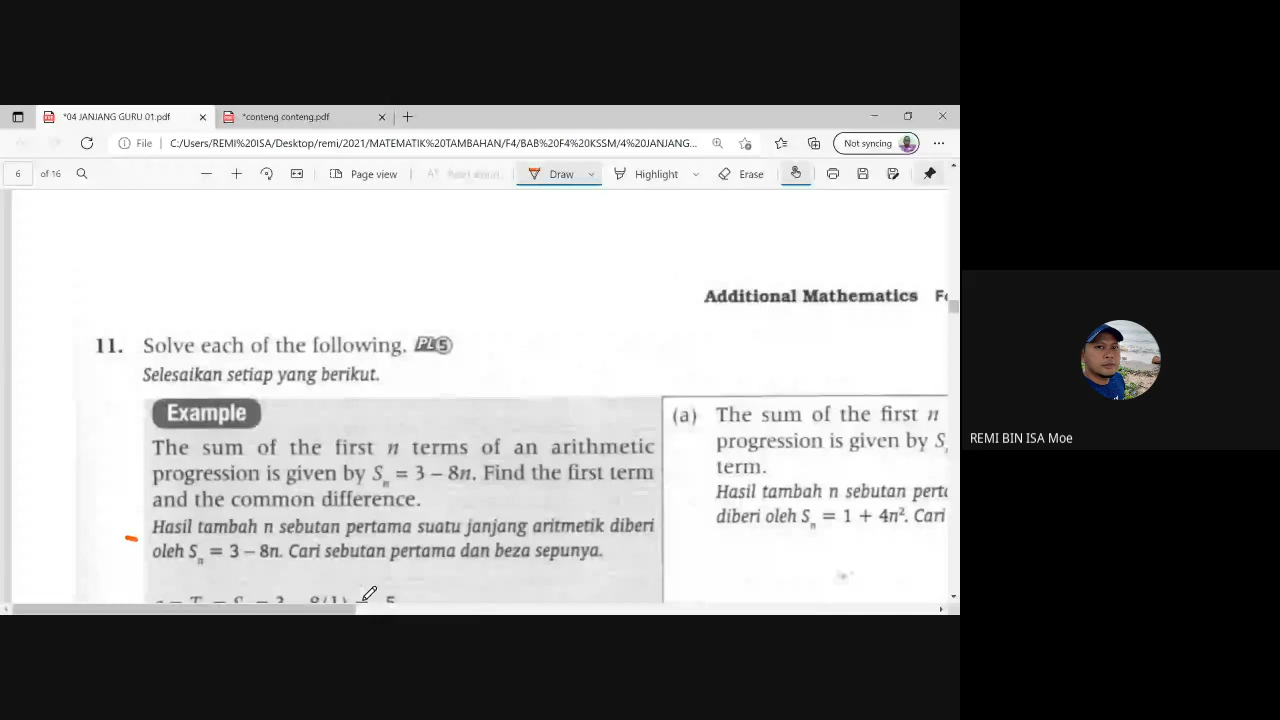 *04 JANJANG GURU 01.pdf
*conteng conteng.pdf
File
C:/Users/REMI%20ISA/Desktop/remi/2021/MATEMATIK%20TAMBAHAN/F4/BAB%20F4%20KSSM/4%20JANJANG...
Not syncing
6 of 16
Page view
Read aloud
Draw
Highlight
Erase
Additional Mathematics
11. Solve each of the following. PL5
Selesaikan setiap yang berikut.
Example
The sum of the first n terms of an arithmetic
progression is given by Sₙ = 3 – 8n. Find the first term
and the common difference.
Hasil tambah n sebutan pertama suatu janjang aritmetik diberi
oleh Sₙ = 3 – 8n. Cari sebutan pertama dan beza sepunya.
(a) The sum of the first n
progression is given by S
term.
Hasil tambah n sebutan
diberi oleh Sₙ = 1 + 4n². Cari
REMI BIN ISA Moe